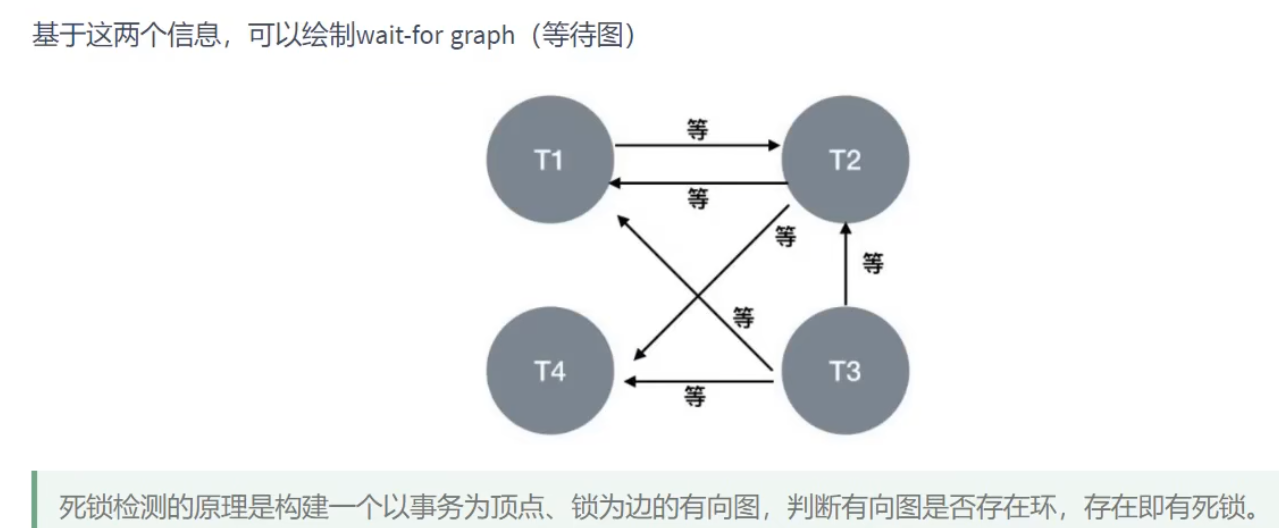 基于这两个信息，可以绘制wait-for graph（等待图）
等
T1
T2
等
等
等
等
T4
T3
等
死锁检测的原理是构建一个以事务为顶点、锁为边的有向图，判断有向图是否存在环，存在即有死锁。